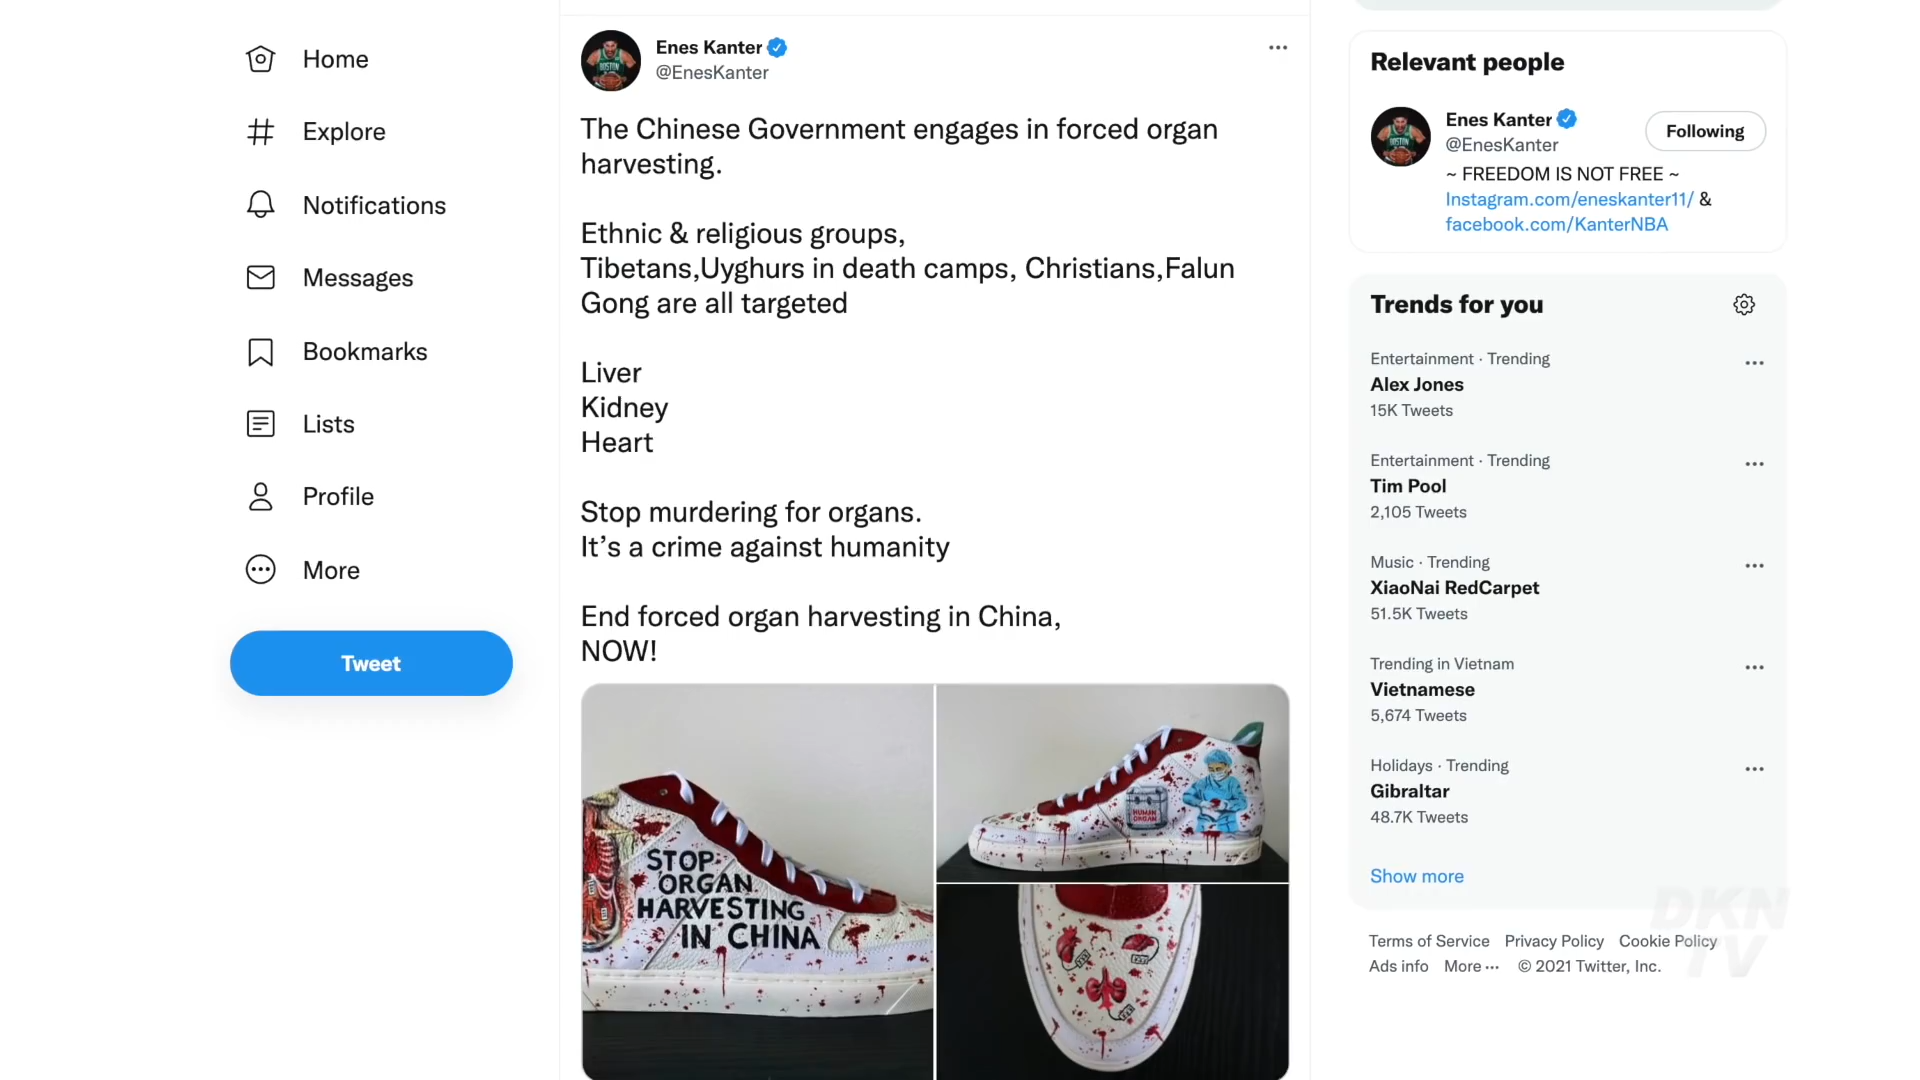 Home
Explore
Notifications
Messages
Bookmarks
Lists
Profile
More
Tweet
Enes Kanter
@EnesKanter
The Chinese Government engages in forced organ
harvesting.
Ethnic & religious groups,
Tibetans,Uyghurs in death camps, Christians,Falun
Gong are all targeted
Liver
Kidney
Heart
Stop murdering for organs.
It’s a crime against humanity
End forced organ harvesting in China,
NOW!
STOP
ORGAN
HARVESTING
IN CHINA
HUMAN
ORGAN
Relevant people
Enes Kanter
@EnesKanter
Following
~ FREEDOM IS NOT FREE ~
Instagram.com/eneskanter11/ &
facebook.com/KanterNBA
Trends for you
Entertainment · Trending
Alex Jones
15K Tweets
Entertainment · Trending
Tim Pool
2,105 Tweets
Music · Trending
XiaoNai RedCarpet
51.5K Tweets
Trending in Vietnam
Vietnamese
5,674 Tweets
Holidays · Trending
Gibraltar
48.7K Tweets
Show more
Terms of Service Privacy Policy Cookie Policy
Ads info More ··· © 2021 Twitter, Inc.
DKN
TV